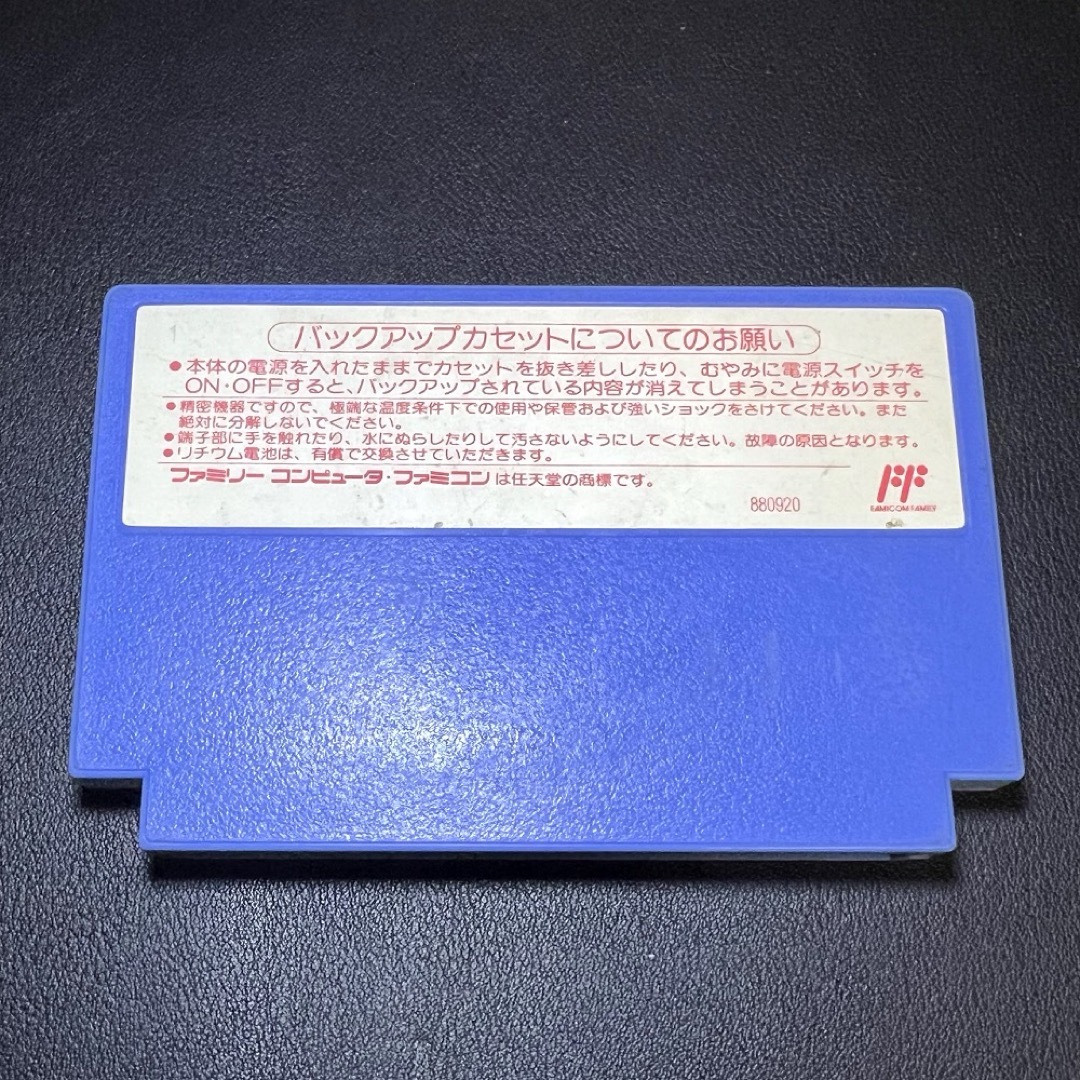 バックアップカセットについてのお願い
●本体の電源を入れたままでカセットを抜き差ししたり、むやみに電源スイッチを
ON・OFFすると、バックアップされている内容が消えてしまうことがあります。
●精密機器ですので、極端な温度条件下での使用や保管および強いショックをさけてください。また
絶対に分解しないでください。
●端子部に手を触れたり、水にぬらしたりして汚さないようにしてください。故障の原因となります。
●リチウム電池は、有償で交換させていただきます。
ファミリー コンピュータ・ファミコン は任天堂の商標です。
880920
FAMICOM FAMILY